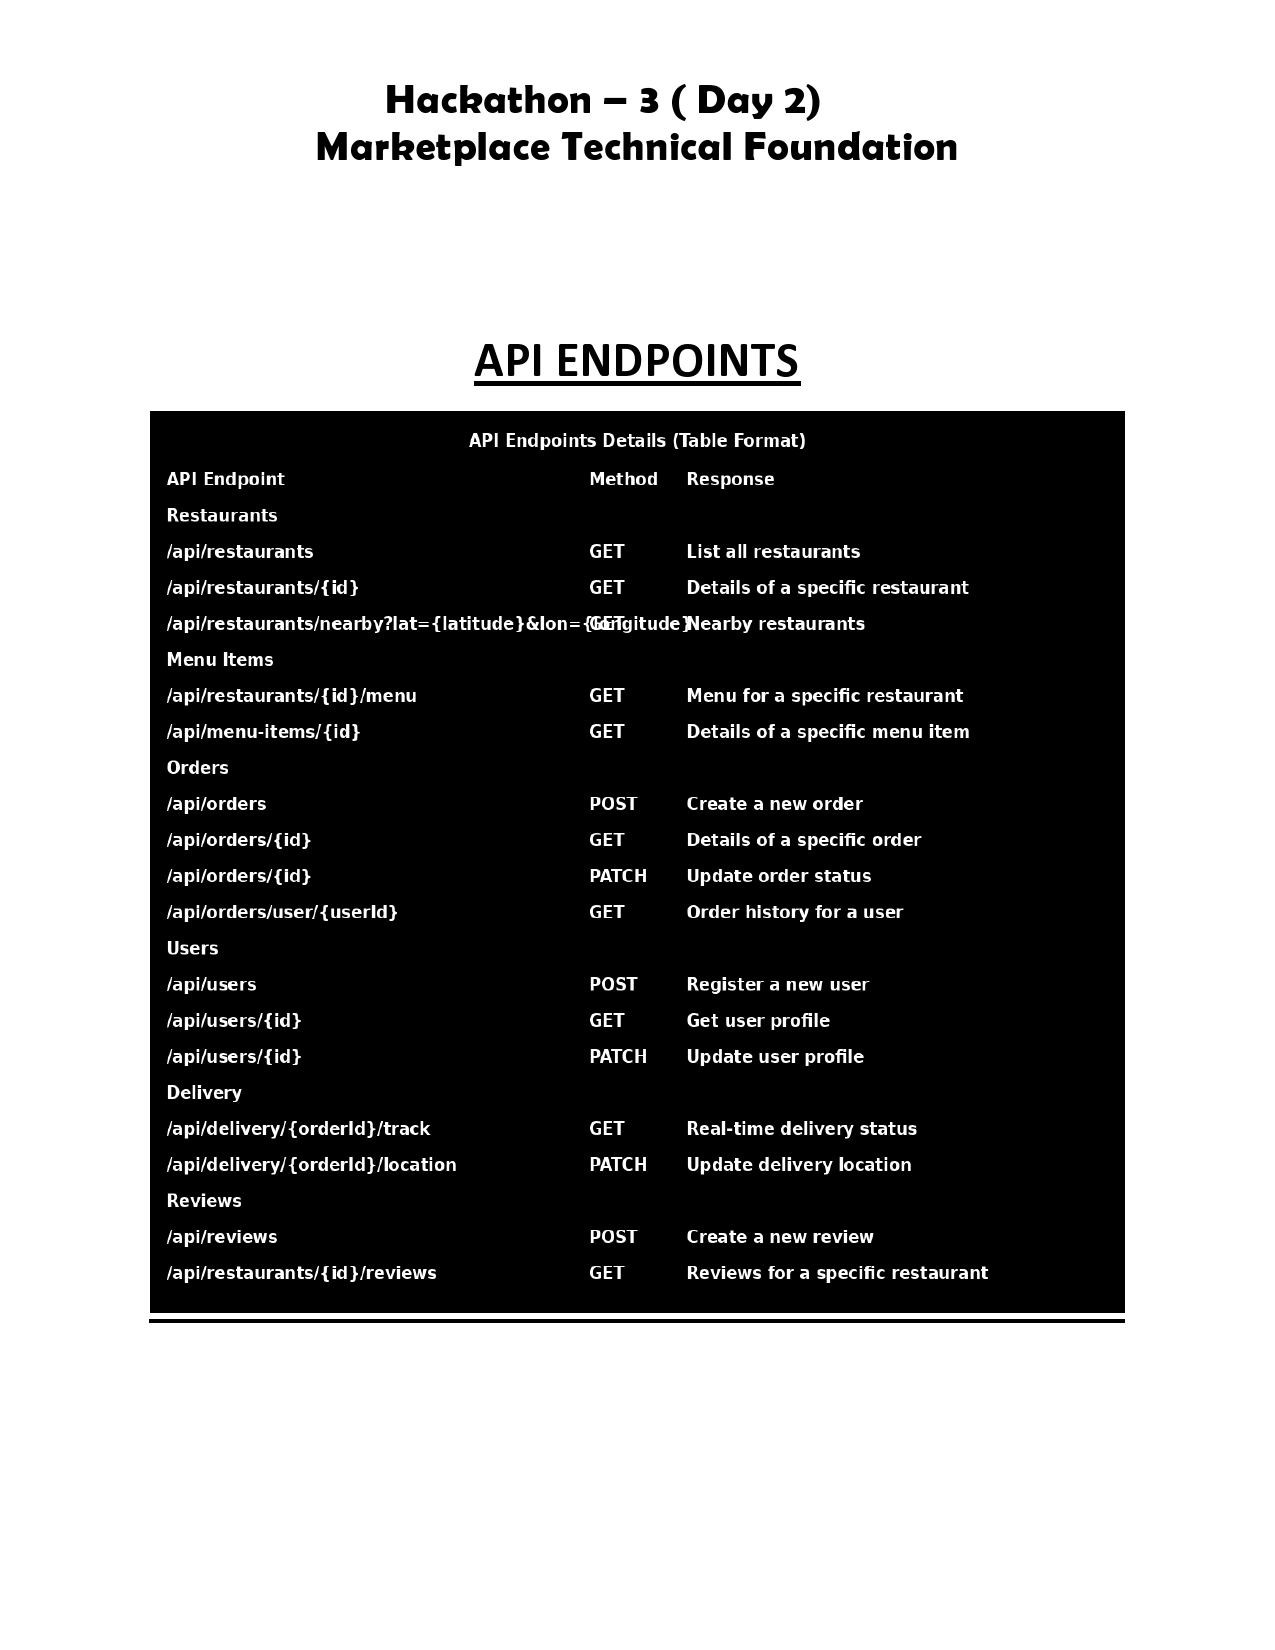 Hackathon – 3 ( Day 2)
Marketplace Technical Foundation
API ENDPOINTS
API Endpoints Details (Table Format)
API Endpoint Method Response
Restaurants
/api/restaurants GET List all restaurants
/api/restaurants/{id} GET Details of a specific restaurant
/api/restaurants/nearby?lat={latitude}&lon={longitude} GET Nearby restaurants
Menu Items
/api/restaurants/{id}/menu GET Menu for a specific restaurant
/api/menu-items/{id} GET Details of a specific menu item
Orders
/api/orders POST Create a new order
/api/orders/{id} GET Details of a specific order
/api/orders/{id} PATCH Update order status
/api/orders/user/{userId} GET Order history for a user
Users
/api/users POST Register a new user
/api/users/{id} GET Get user profile
/api/users/{id} PATCH Update user profile
Delivery
/api/delivery/{orderId}/track GET Real-time delivery status
/api/delivery/{orderId}/location PATCH Update delivery location
Reviews
/api/reviews POST Create a new review
/api/restaurants/{id}/reviews GET Reviews for a specific restaurant